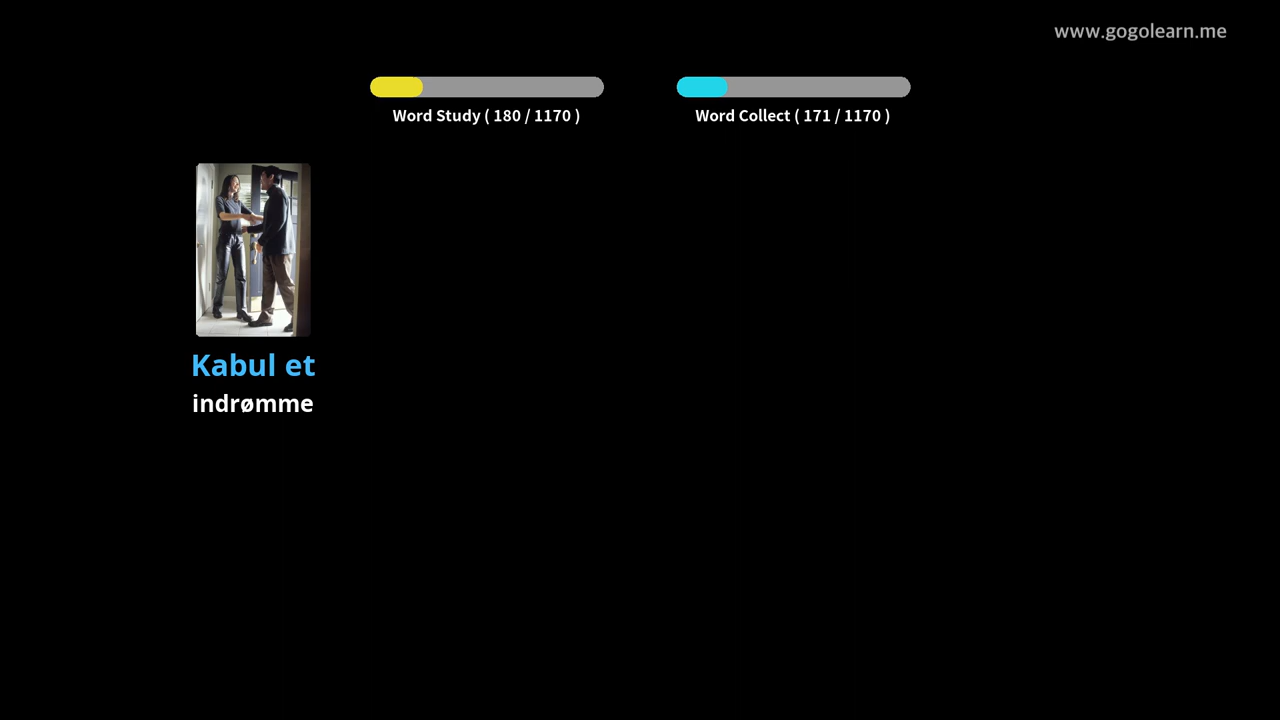 www.gogolearn.me
Word Study ( 180 / 1170 )
Word Collect ( 171 / 1170 )
Kabul et
indrømme